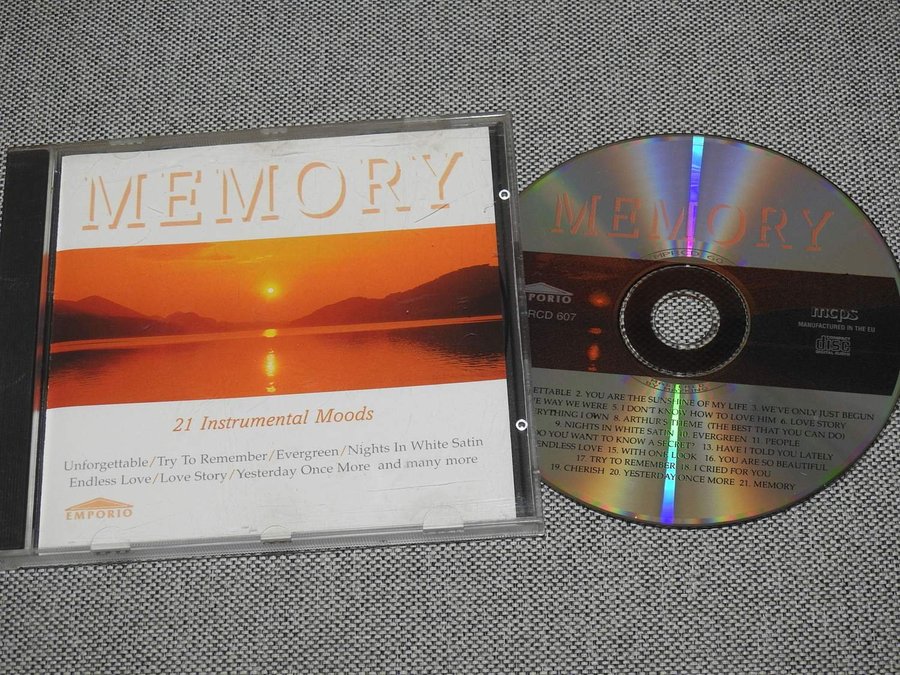 MEMORY
21 Instrumental Moods
Unforgettable/Try To Remember/Evergreen/Nights In White Satin
Endless Love/Love Story/Yesterday Once More and many more
EMPORIO
MEMORY
PORIO
RCD 607
mcps
MANUFACTURED IN THE EU
COMPACT
disc
DIGITAL AUDIO
ETTABLE 2. YOU ARE THE SUNSHINE OF MY LIFE 3. WE'VE ONLY JUST BEGUN
E WAY WE WERE 5. I DON'T KNOW HOW TO LOVE HIM 6. LOVE STORY
ERYTHING I OWN 8. ARTHUR'S THEME (THE BEST THAT YOU CAN DO)
9. NIGHTS IN WHITE SATIN 10. EVERGREEN 11. PEOPLE
DO YOU WANT TO KNOW A SECRET? 13. HAVE I TOLD YOU LATELY
ENDLESS LOVE 15. WITH ONE LOOK 16. YOU ARE SO BEAUTIFUL
17. TRY TO REMEMBER 18. I CRIED FOR YOU
19. CHERISH 20. YESTERDAY ONCE MORE 21. MEMORY